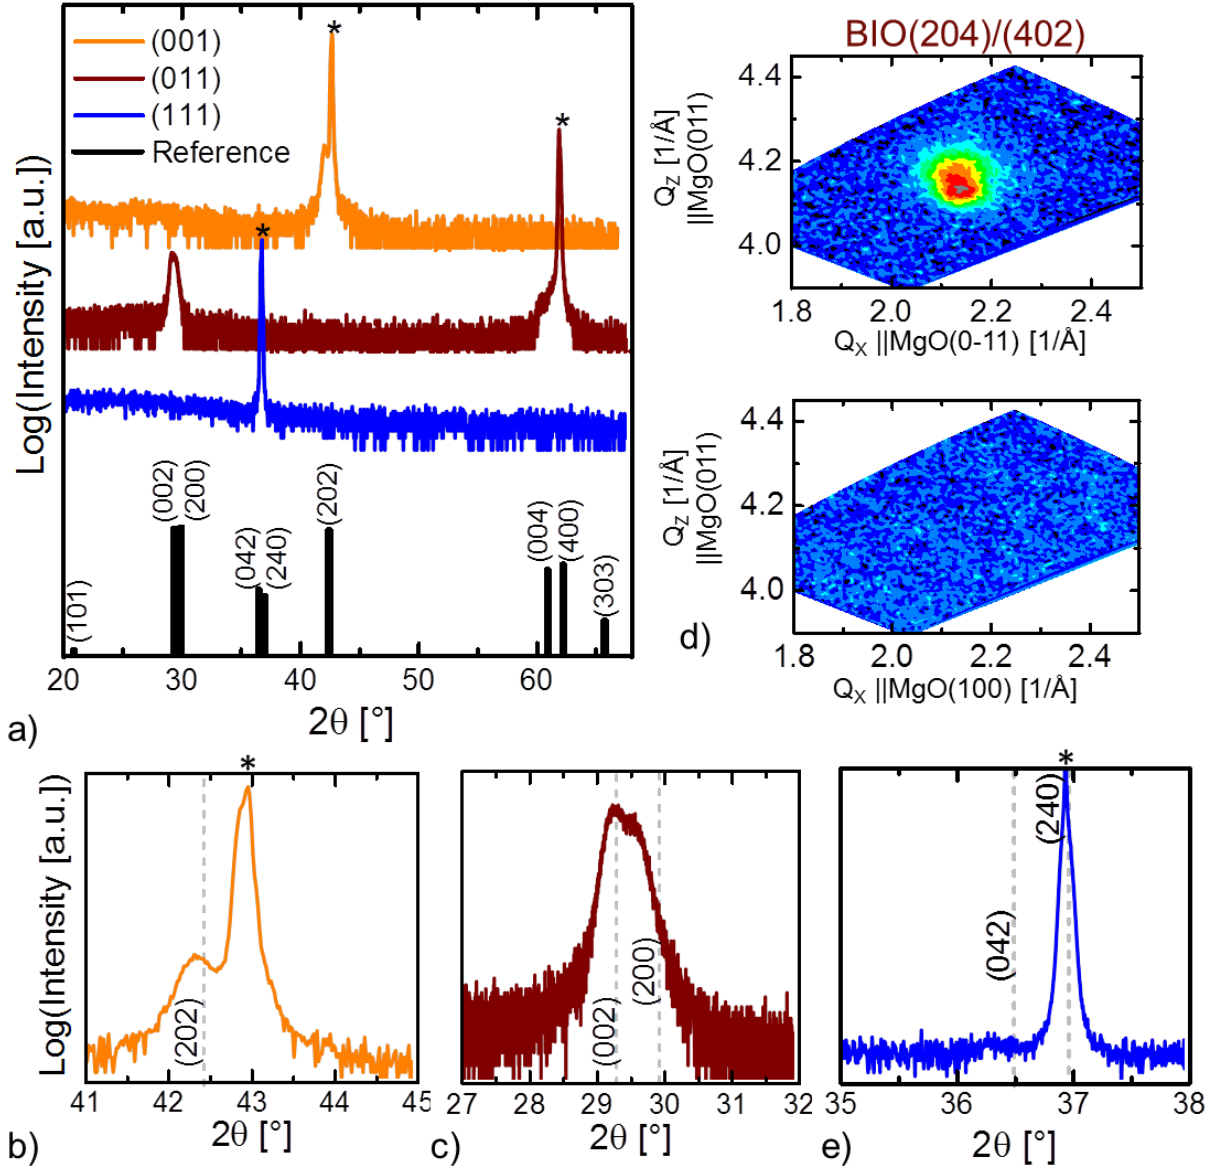 (001)
(011)
(111)
Reference
*
*
*
(002)
(200)
(042)
(240)
(202)
(004)
(400)
(303)
(101)
Log(Intensity [a.u.])
20 30 40 50 60
2θ [°]
a)
BIO(204)/(402)
4.4
4.2
4.0
QZ [1/Å]
||MgO(011)
1.8 2.0 2.2 2.4
QX ||MgO(0-11) [1/Å]
4.4
4.2
4.0
QZ [1/Å]
||MgO(011)
d)
1.8 2.0 2.2 2.4
QX ||MgO(100) [1/Å]
*
Log(Intensity [a.u.])
(202)
41 42 43 44 45
2θ [°]
b)
(002)
(200)
27 28 29 30 31 32
2θ [°]
c)
*
(240)
(042)
35 36 37 38
2θ [°]
e)